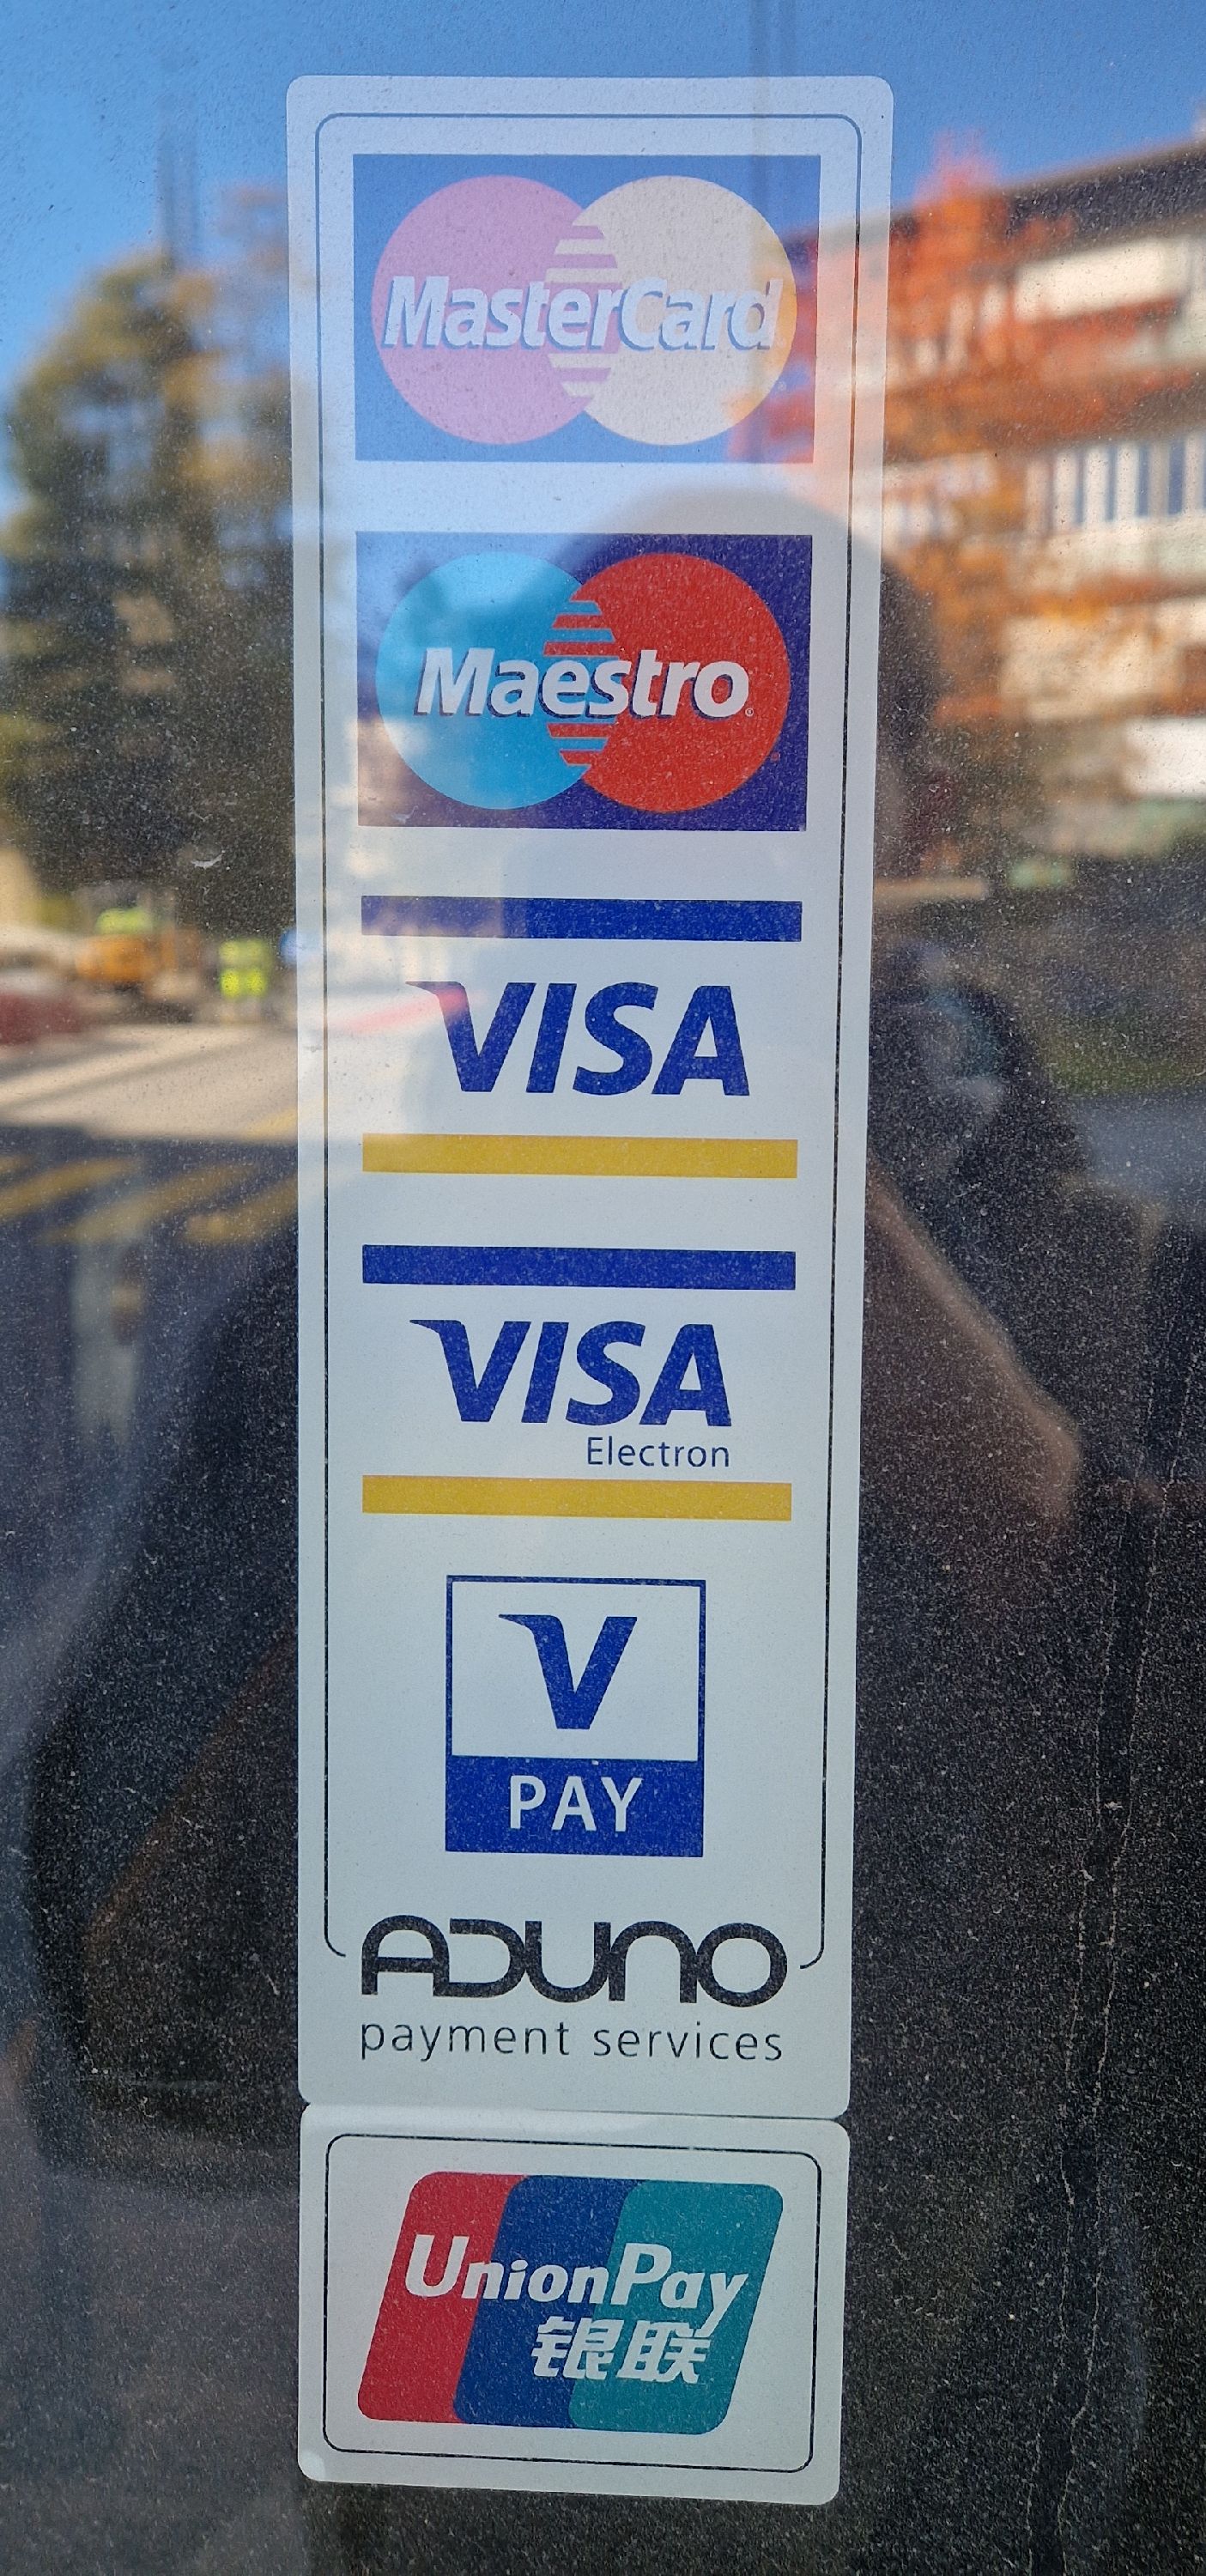 MasterCard
Maestro
VISA
VISA
Electron
V
PAY
ADUNO
payment services
UnionPay
银联